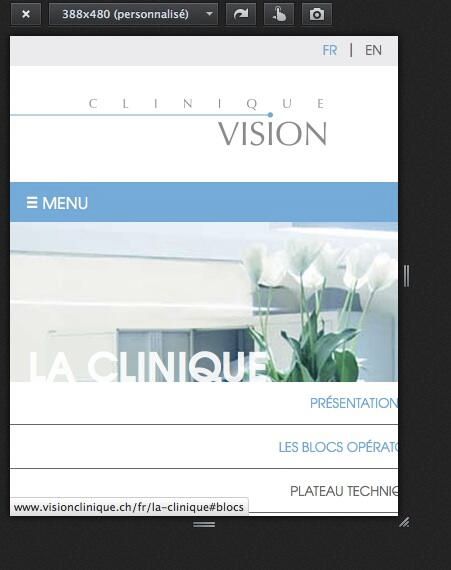 388x480 (personnalisé)
FR | EN
CLINIQUE
VISION
MENU
LA CLINIQUE
PRÉSENTATION
LES BLOCS OPÉRATO
PLATEAU TECHNIQ
www.visionclinique.ch/fr/la-clinique#blocs